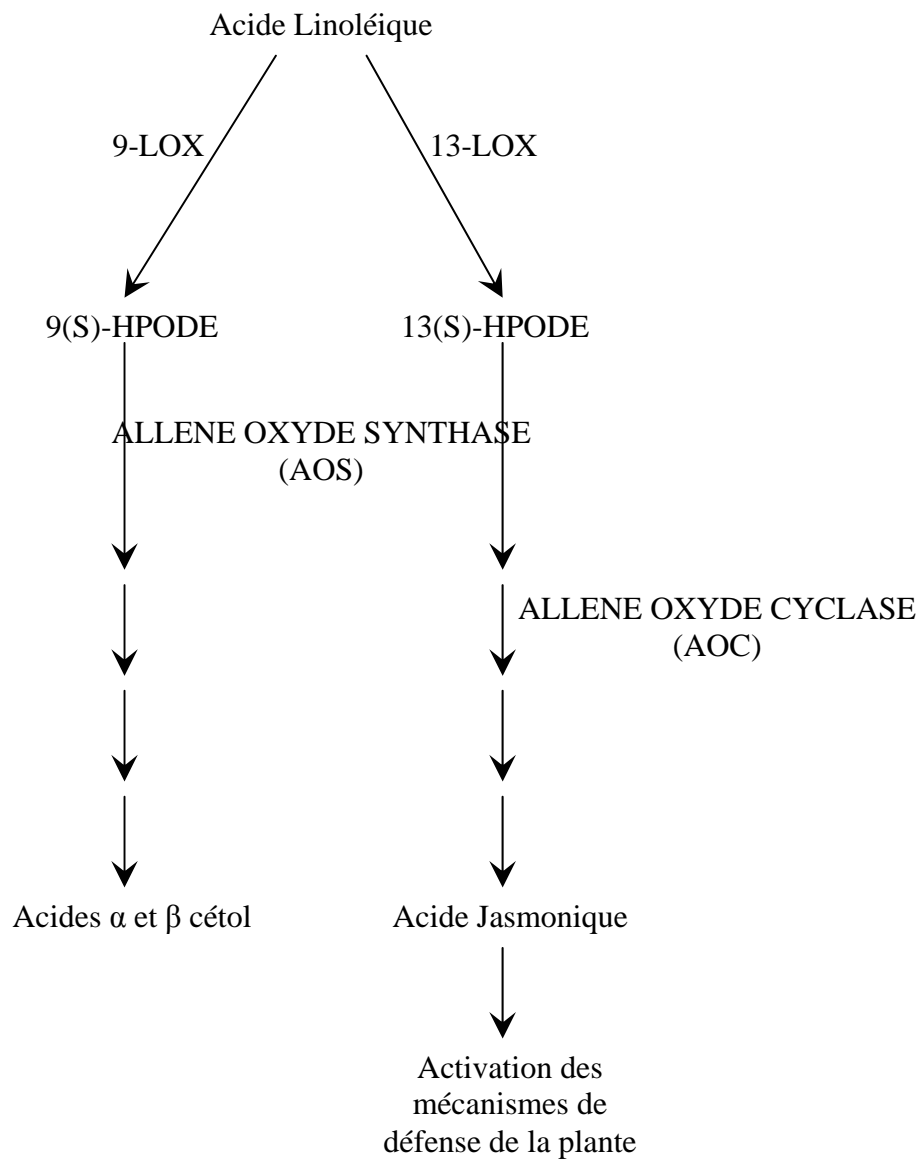 Acide Linoléique
9-LOX
13-LOX
9(S)-HPODE
13(S)-HPODE
ALLENE OXYDE SYNTHASE
(AOS)
ALLENE OXYDE CYCLASE
(AOC)
Acides α et β cétol
Acide Jasmonique
Activation des
mécanismes de
défense de la plante